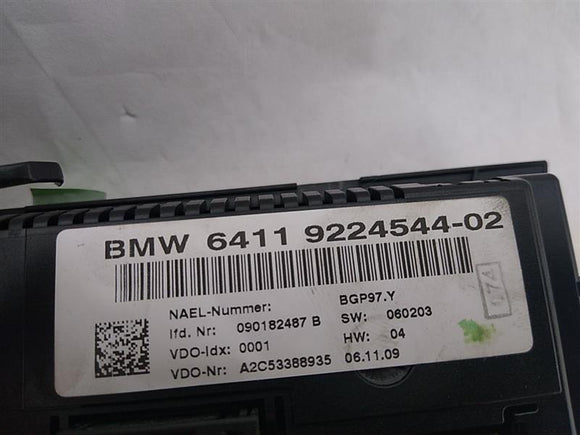 BMW 6411 9224544-02
NAEL-Nummer: BGP97.Y
lfd. Nr: 090182487 B SW: 060203
VDO-Idx: 0001 HW: 04
VDO-Nr: A2C53388935 06.11.09
074